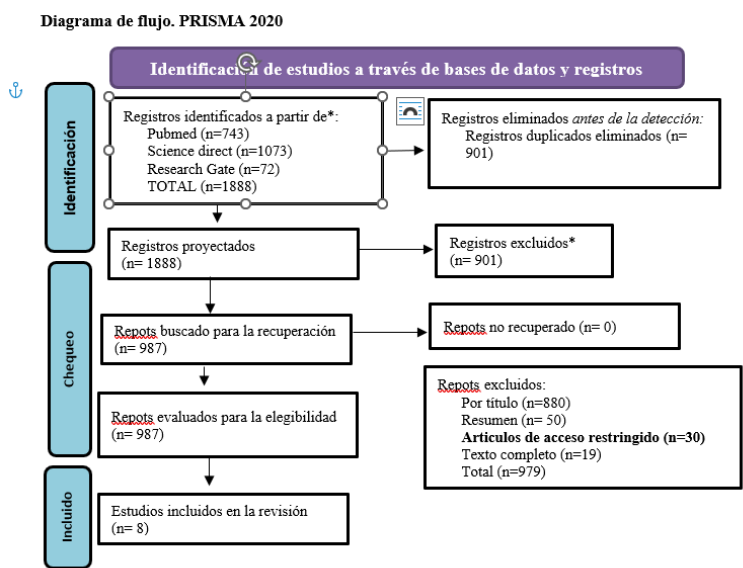 Diagrama de flujo. PRISMA 2020
Identificación de estudios a través de bases de datos y registros
Identificación
Registros identificados a partir de*:
Pubmed (n=743)
Science direct (n=1073)
Research Gate (n=72)
TOTAL (n=1888)
Registros eliminados antes de la detección:
Registros duplicados eliminados (n=
901)
Registros proyectados
(n= 1888)
Registros excluidos*
(n= 901)
Chequeo
Repots buscado para la recuperación
(n= 987)
Repots no recuperado (n= 0)
Repots evaluados para la elegibilidad
(n= 987)
Repots excluidos:
Por título (n=880)
Resumen (n= 50)
Articulos de acceso restringido (n=30)
Texto completo (n=19)
Total (n=979)
Incluido
Estudios incluidos en la revisión
(n= 8)